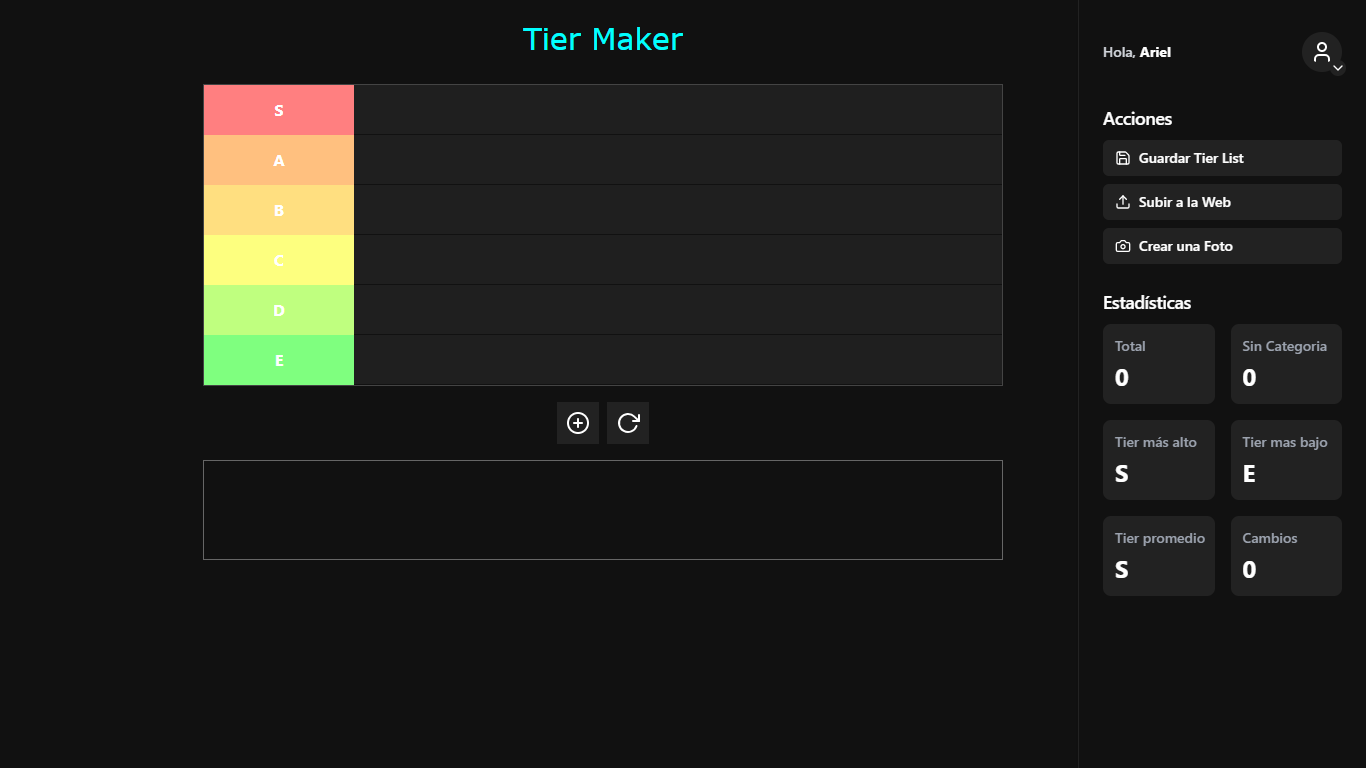 Tier Maker
S
A
B
C
D
E
Hola, Ariel
Acciones
Guardar Tier List
Subir a la Web
Crear una Foto
Estadísticas
Total
0
Sin Categoria
0
Tier más alto
S
Tier mas bajo
E
Tier promedio
S
Cambios
0